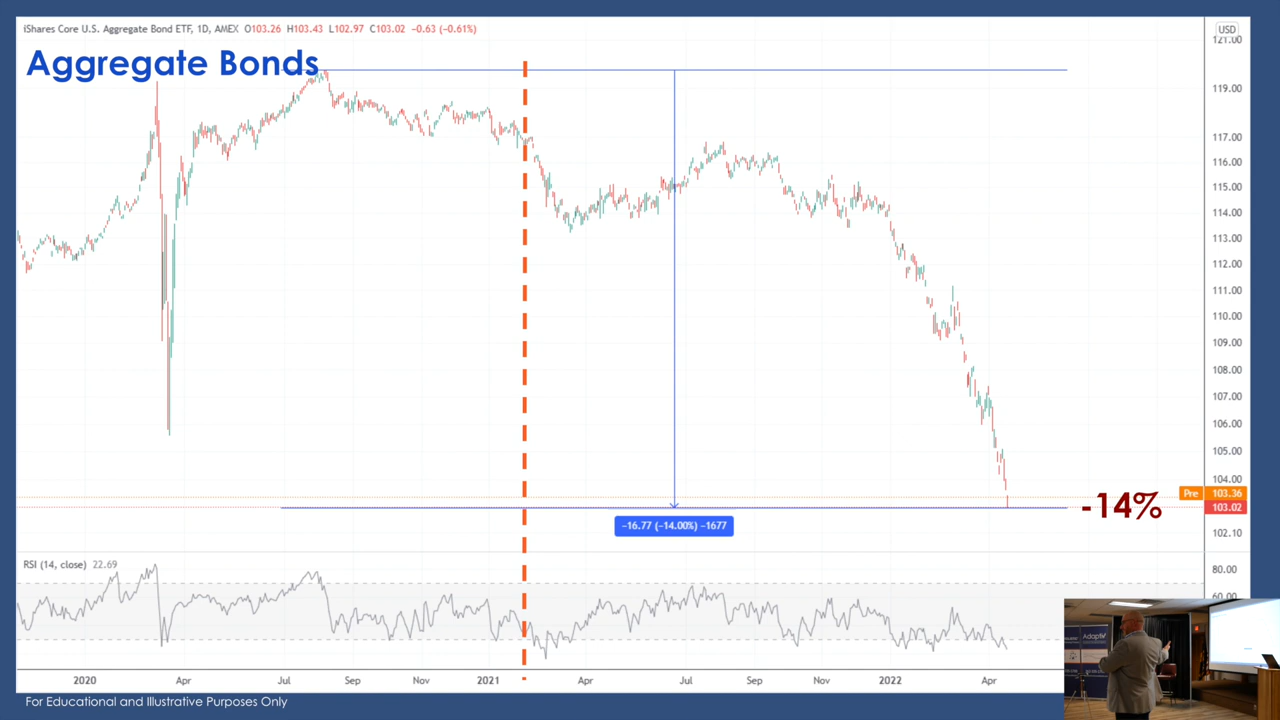 iShares Core U.S. Aggregate Bond ETF, 1D, AMEX O103.26 H103.43 L102.97 C103.02 −0.63 (−0.61%)
USD
Aggregate Bonds
121.00
119.00
117.00
116.00
115.00
114.00
113.00
112.00
111.00
110.00
109.00
108.00
107.00
106.00
105.00
104.00
Pre 103.36
-14%
103.02
−16.77 (−14.00%) −1677
102.10
RSI (14, close) 22.69
80.00
60.00
Adaptiv
2020 Apr Jul Sep Nov 2021 Apr Jul Sep Nov 2022 Apr
For Educational and Illustrative Purposes Only